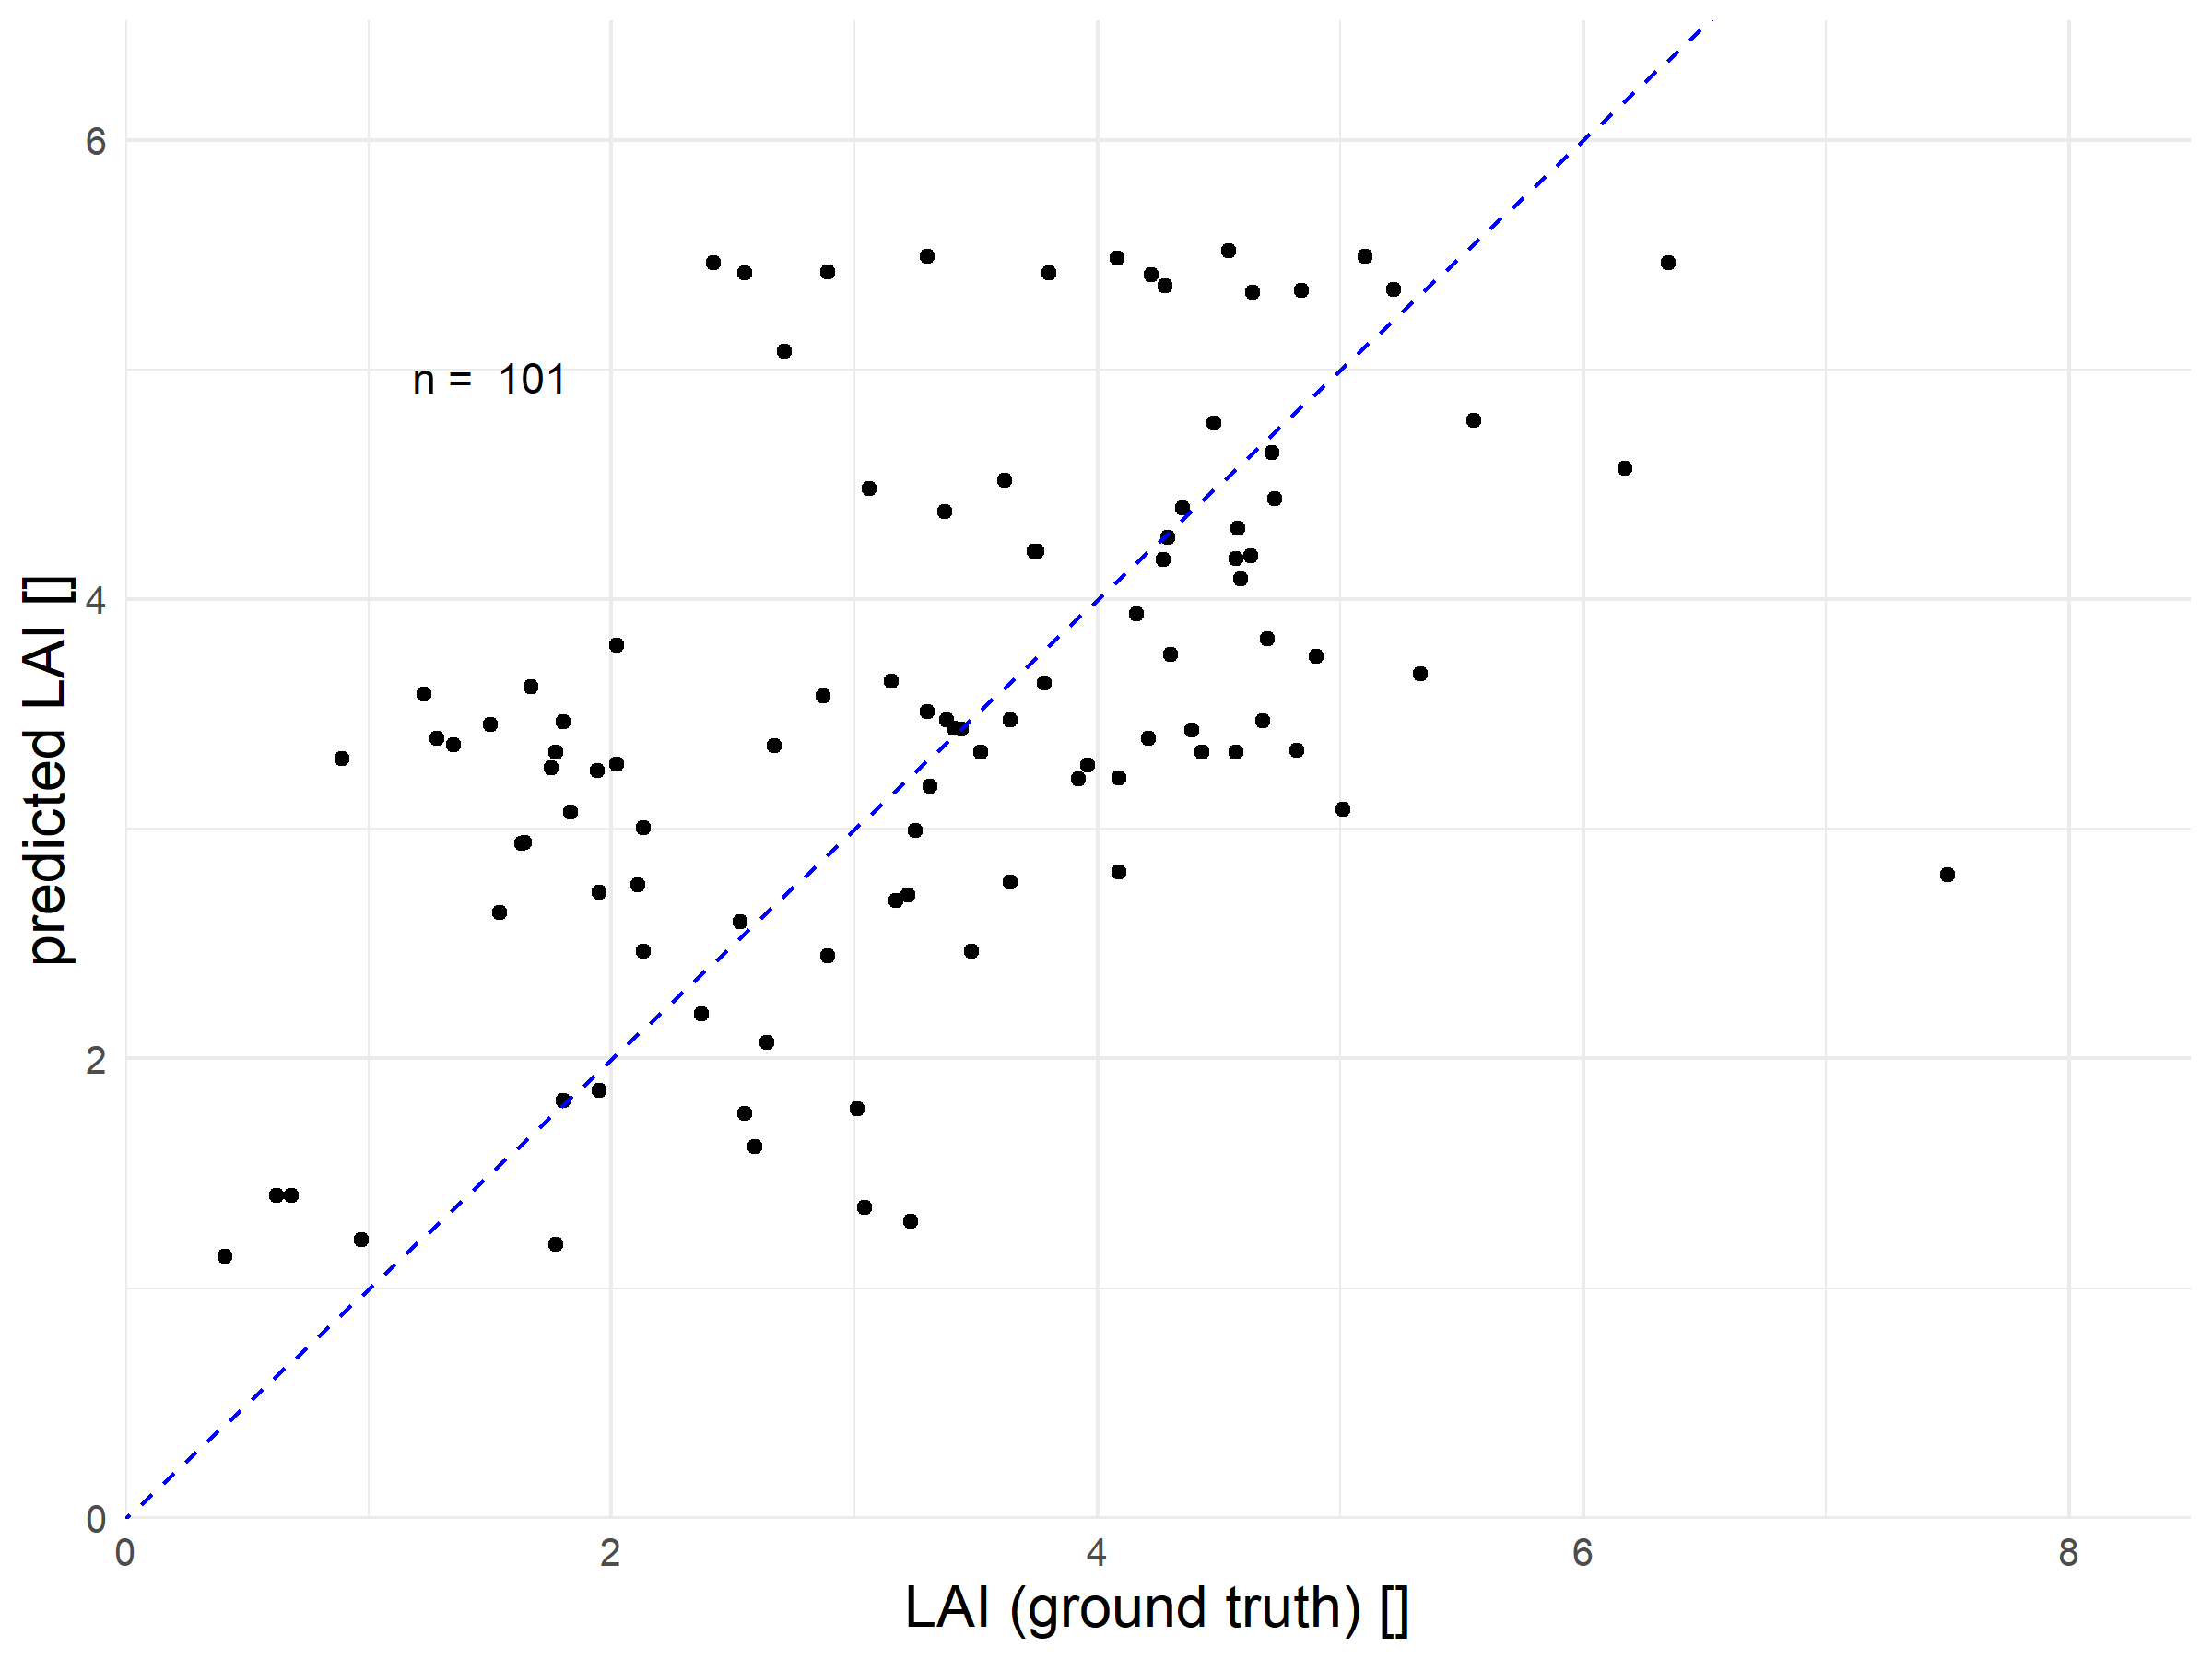 6
n =  101
predicted LAI []
4
2
0
0 2 4 6 8
LAI (ground truth) []